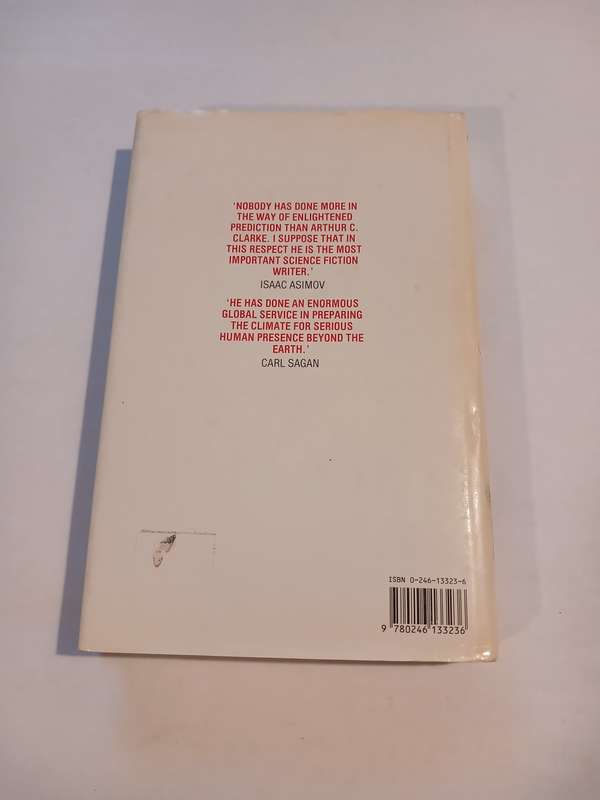 'NOBODY HAS DONE MORE IN
THE WAY OF ENLIGHTENED
PREDICTION THAN ARTHUR C.
CLARKE. I SUPPOSE THAT IN
THIS RESPECT HE IS THE MOST
IMPORTANT SCIENCE FICTION
WRITER.'
ISAAC ASIMOV
'HE HAS DONE AN ENORMOUS
GLOBAL SERVICE IN PREPARING
THE CLIMATE FOR SERIOUS
HUMAN PRESENCE BEYOND THE
EARTH.'
CARL SAGAN
ISBN 0-246-13323-6
9 780246 133236